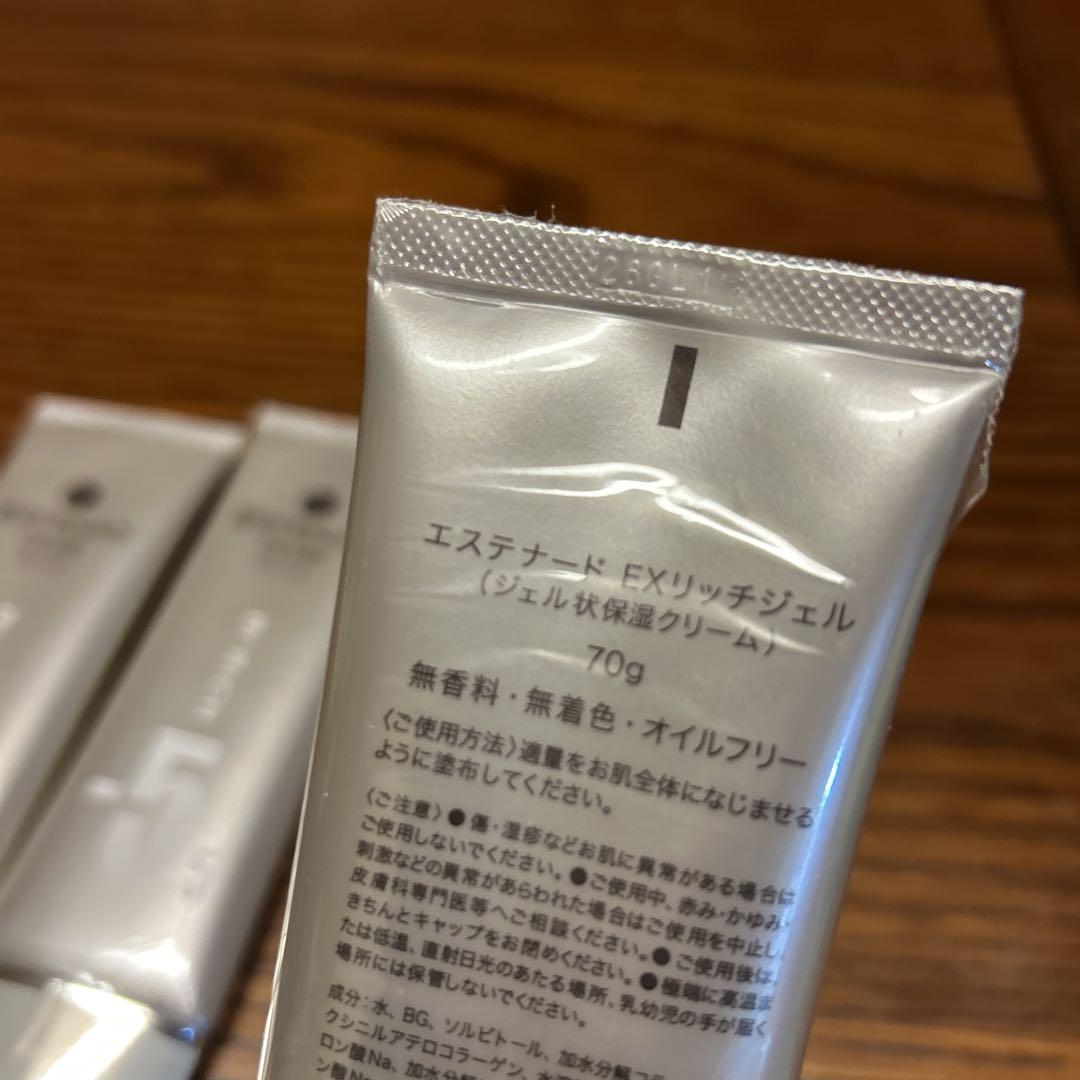 エステナード EXリッチジェル
（ジェル状保湿クリーム）
70g
無香料・無着色・オイルフリー
〈ご使用方法〉適量をお肌全体になじませる
ように塗布してください。
〈ご注意〉●傷・湿疹などお肌に異常がある場合は
ご使用しないでください。●ご使用中、赤み・かゆみ・
刺激などの異常があらわれた場合はご使用を中止し、
皮膚科専門医等へご相談ください。●ご使用後は、
きちんとキャップをお閉めください。●極端に高温ま
たは低温、直射日光のあたる場所、乳幼児の手が届く
場所には保管しないでください。
成分：水、BG、ソルビトール、加水分解コラ
クシニルアテロコラーゲン、水
ロン酸Na、加水分解
ン酸Na